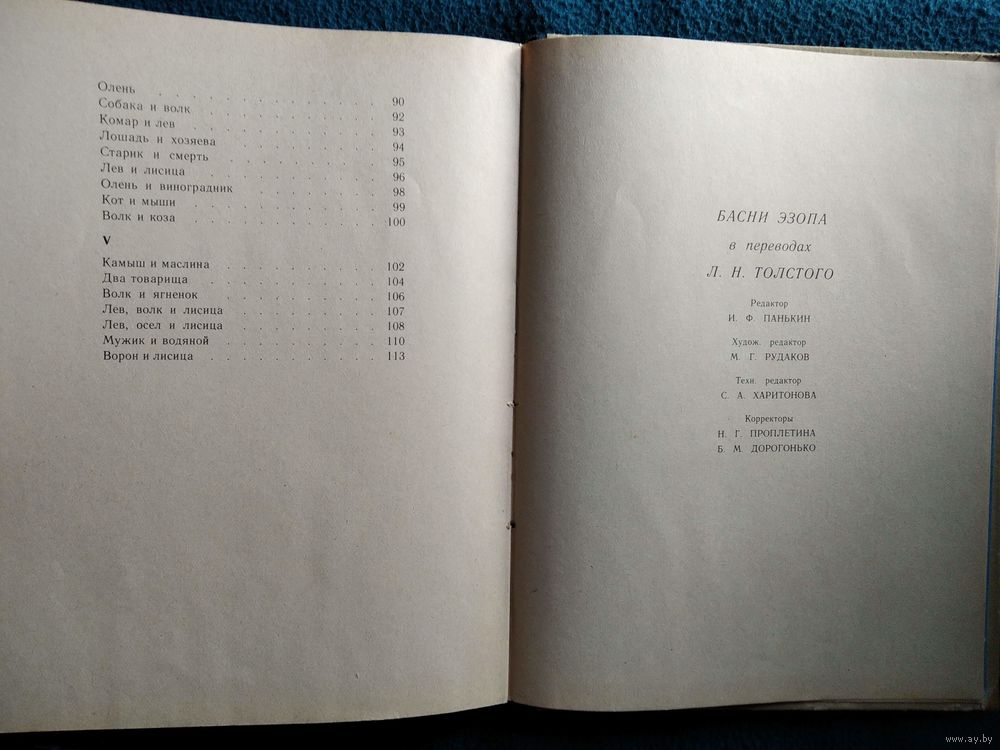 Олень . . . . . . . . . . . . 90
Собака и волк . . . . . . . . . . 92
Комар и лев . . . . . . . . . . 93
Лошадь и хозяева . . . . . . . . 94
Старик и смерть . . . . . . . . 95
Лев и лисица . . . . . . . . . . 96
Олень и виноградник . . . . . . 98
Кот и мыши . . . . . . . . . . 99
Волк и коза . . . . . . . . . . 100
V
Камыш и маслина . . . . . . . . 102
Два товарища . . . . . . . . . 104
Волк и ягненок . . . . . . . . 106
Лев, волк и лисица . . . . . . . 107
Лев, осел и лисица . . . . . . . 108
Мужик и водяной . . . . . . . . 110
Ворон и лисица . . . . . . . . . 113
БАСНИ ЭЗОПА
в переводах
Л. Н. ТОЛСТОГО
Редактор
И. Ф. ПАНЬКИН
Худож. редактор
М. Г. РУДАКОВ
Техн. редактор
С. А. ХАРИТОНОВА
Корректоры
Н. Г. ПРОПЛЕТИНА
Б. М. ДОРОГОНЬКО
www.ay.by